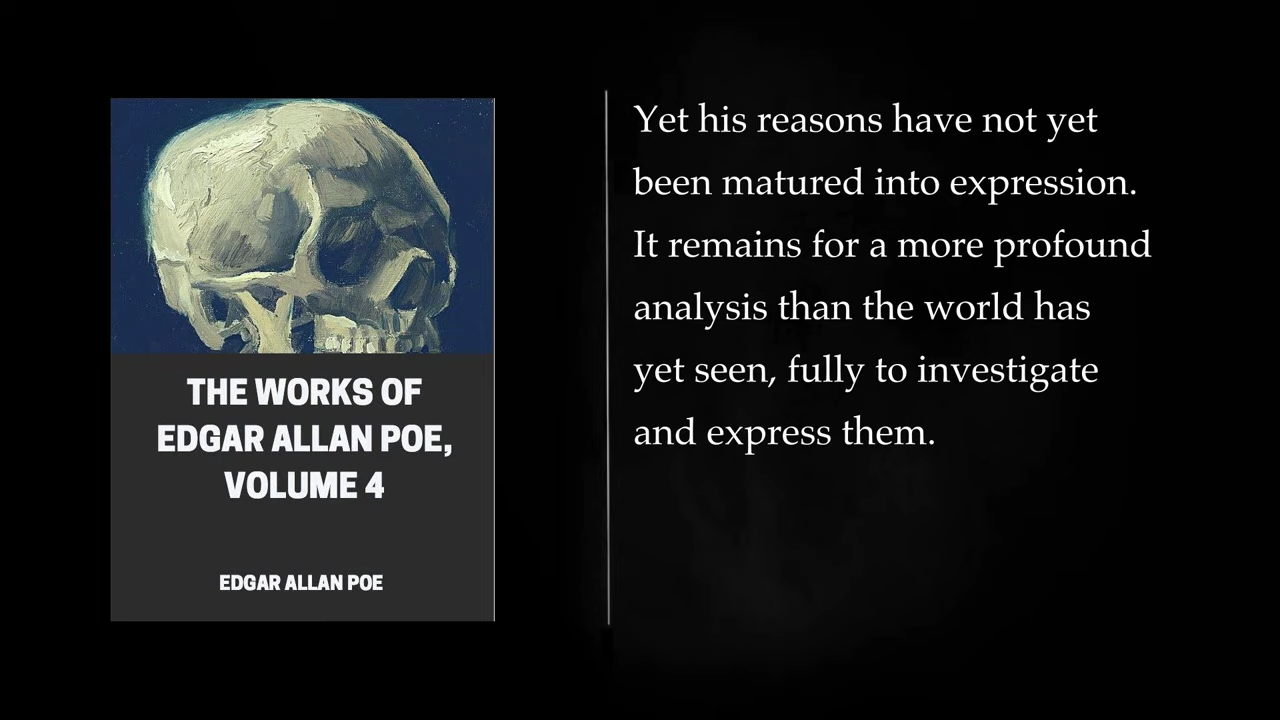 THE WORKS OF
EDGAR ALLAN POE,
VOLUME 4
EDGAR ALLAN POE
Yet his reasons have not yet
been matured into expression.
It remains for a more profound
analysis than the world has
yet seen, fully to investigate
and express them.